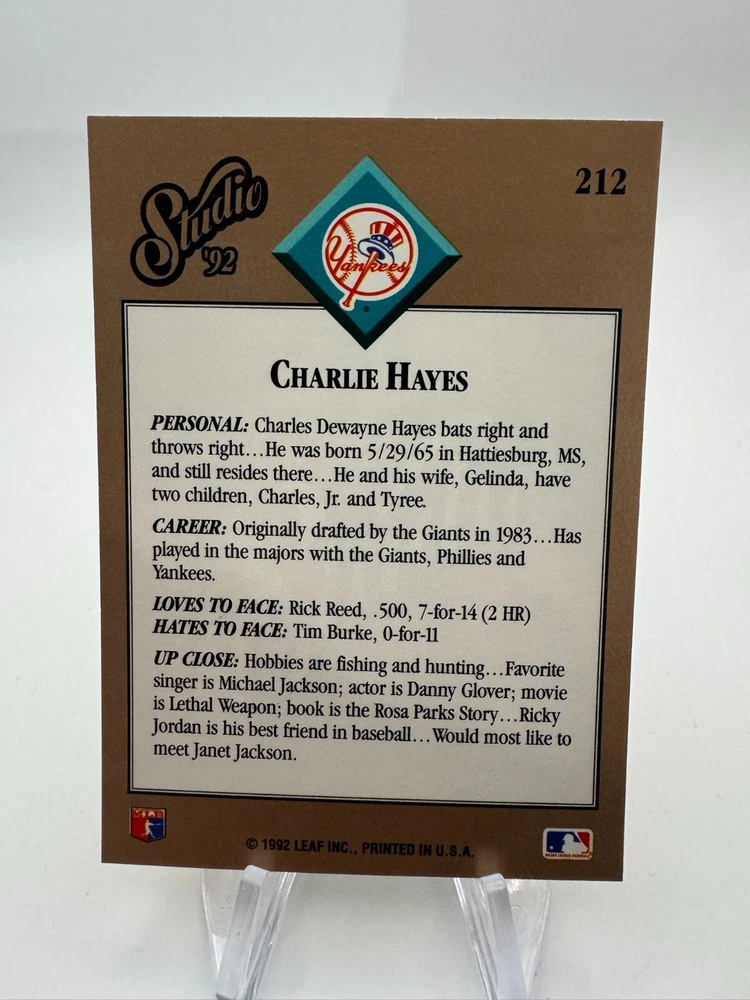 Studio
'92
212
Yankees
CHARLIE HAYES
PERSONAL: Charles Dewayne Hayes bats right and
throws right...He was born 5/29/65 in Hattiesburg, MS,
and still resides there...He and his wife, Gelinda, have
two children, Charles, Jr. and Tyree.
CAREER: Originally drafted by the Giants in 1983...Has
played in the majors with the Giants, Phillies and
Yankees.
LOVES TO FACE: Rick Reed, .500, 7-for-14 (2 HR)
HATES TO FACE: Tim Burke, 0-for-11
UP CLOSE: Hobbies are fishing and hunting...Favorite
singer is Michael Jackson; actor is Danny Glover; movie
is Lethal Weapon; book is the Rosa Parks Story...Ricky
Jordan is his best friend in baseball...Would most like to
meet Janet Jackson.
© 1992 LEAF INC., PRINTED IN U.S.A.
MAJOR LEAGUE BASEBALL